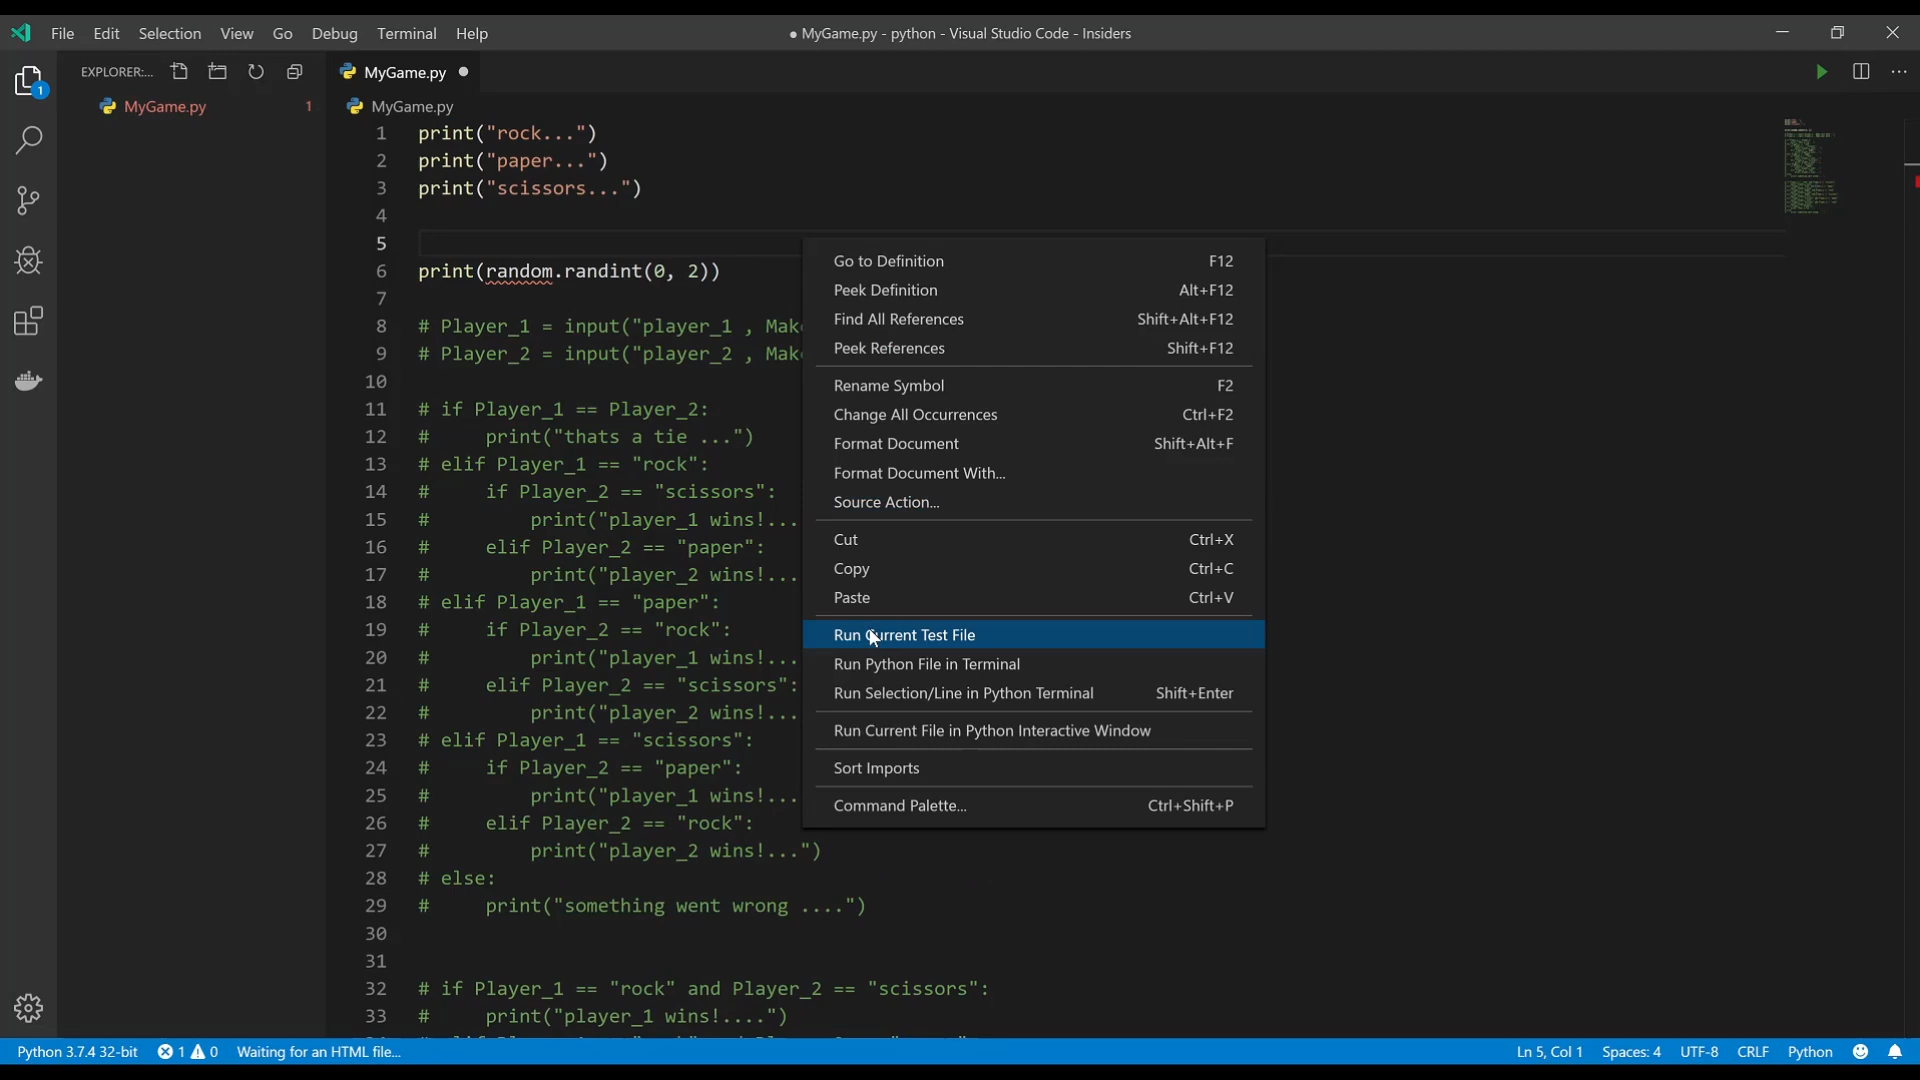 File Edit Selection View Go Debug Terminal Help
● MyGame.py - python - Visual Studio Code - Insiders
EXPLORER:...
MyGame.py ●
MyGame.py 1
MyGame.py
1 print("rock...")
2 print("paper...")
3 print("scissors...")
4
5
6 print(random.randint(0, 2))
7
8 # Player_1 = input("player_1 , Mak
9 # Player_2 = input("player_2 , Mak
10
11 # if Player_1 == Player_2:
12 #     print("thats a tie ...")
13 # elif Player_1 == "rock":
14 #     if Player_2 == "scissors":
15 #         print("player_1 wins!...
16 #     elif Player_2 == "paper":
17 #         print("player_2 wins!...
18 # elif Player_1 == "paper":
19 #     if Player_2 == "rock":
20 #         print("player_1 wins!...
21 #     elif Player_2 == "scissors":
22 #         print("player_2 wins!...
23 # elif Player_1 == "scissors":
24 #     if Player_2 == "paper":
25 #         print("player_1 wins!...
26 #     elif Player_2 == "rock":
27 #         print("player_2 wins!...")
28 # else:
29 #     print("something went wrong ....")
30
31
32 # if Player_1 == "rock" and Player_2 == "scissors":
33 #     print("player_1 wins!....")
Go to Definition F12
Peek Definition Alt+F12
Find All References Shift+Alt+F12
Peek References Shift+F12
Rename Symbol F2
Change All Occurrences Ctrl+F2
Format Document Shift+Alt+F
Format Document With...
Source Action...
Cut Ctrl+X
Copy Ctrl+C
Paste Ctrl+V
Run Current Test File
Run Python File in Terminal
Run Selection/Line in Python Terminal Shift+Enter
Run Current File in Python Interactive Window
Sort Imports
Command Palette... Ctrl+Shift+P
Python 3.7.4 32-bit 1 0 Waiting for an HTML file... Ln 5, Col 1 Spaces: 4 UTF-8 CRLF Python